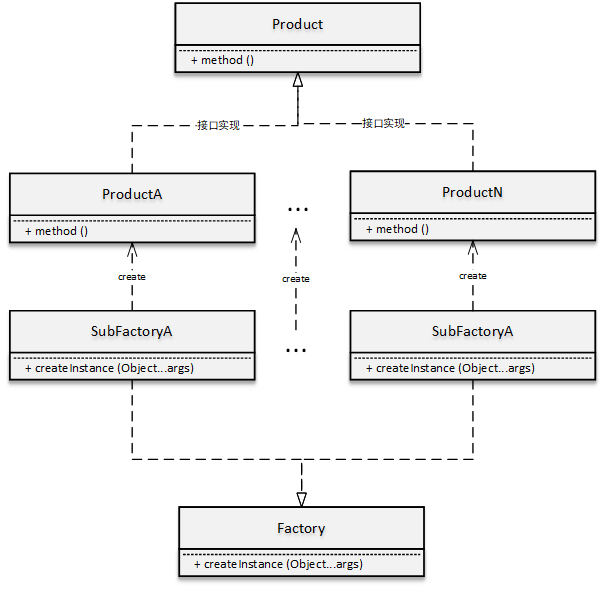 Product
+ method ()
接口实现
接口实现
ProductA
+ method ()
...
ProductN
+ method ()
create
create
create
SubFactoryA
+ createInstance (Object...args)
...
SubFactoryA
+ createInstance (Object...args)
Factory
+ createInstance (Object...args)